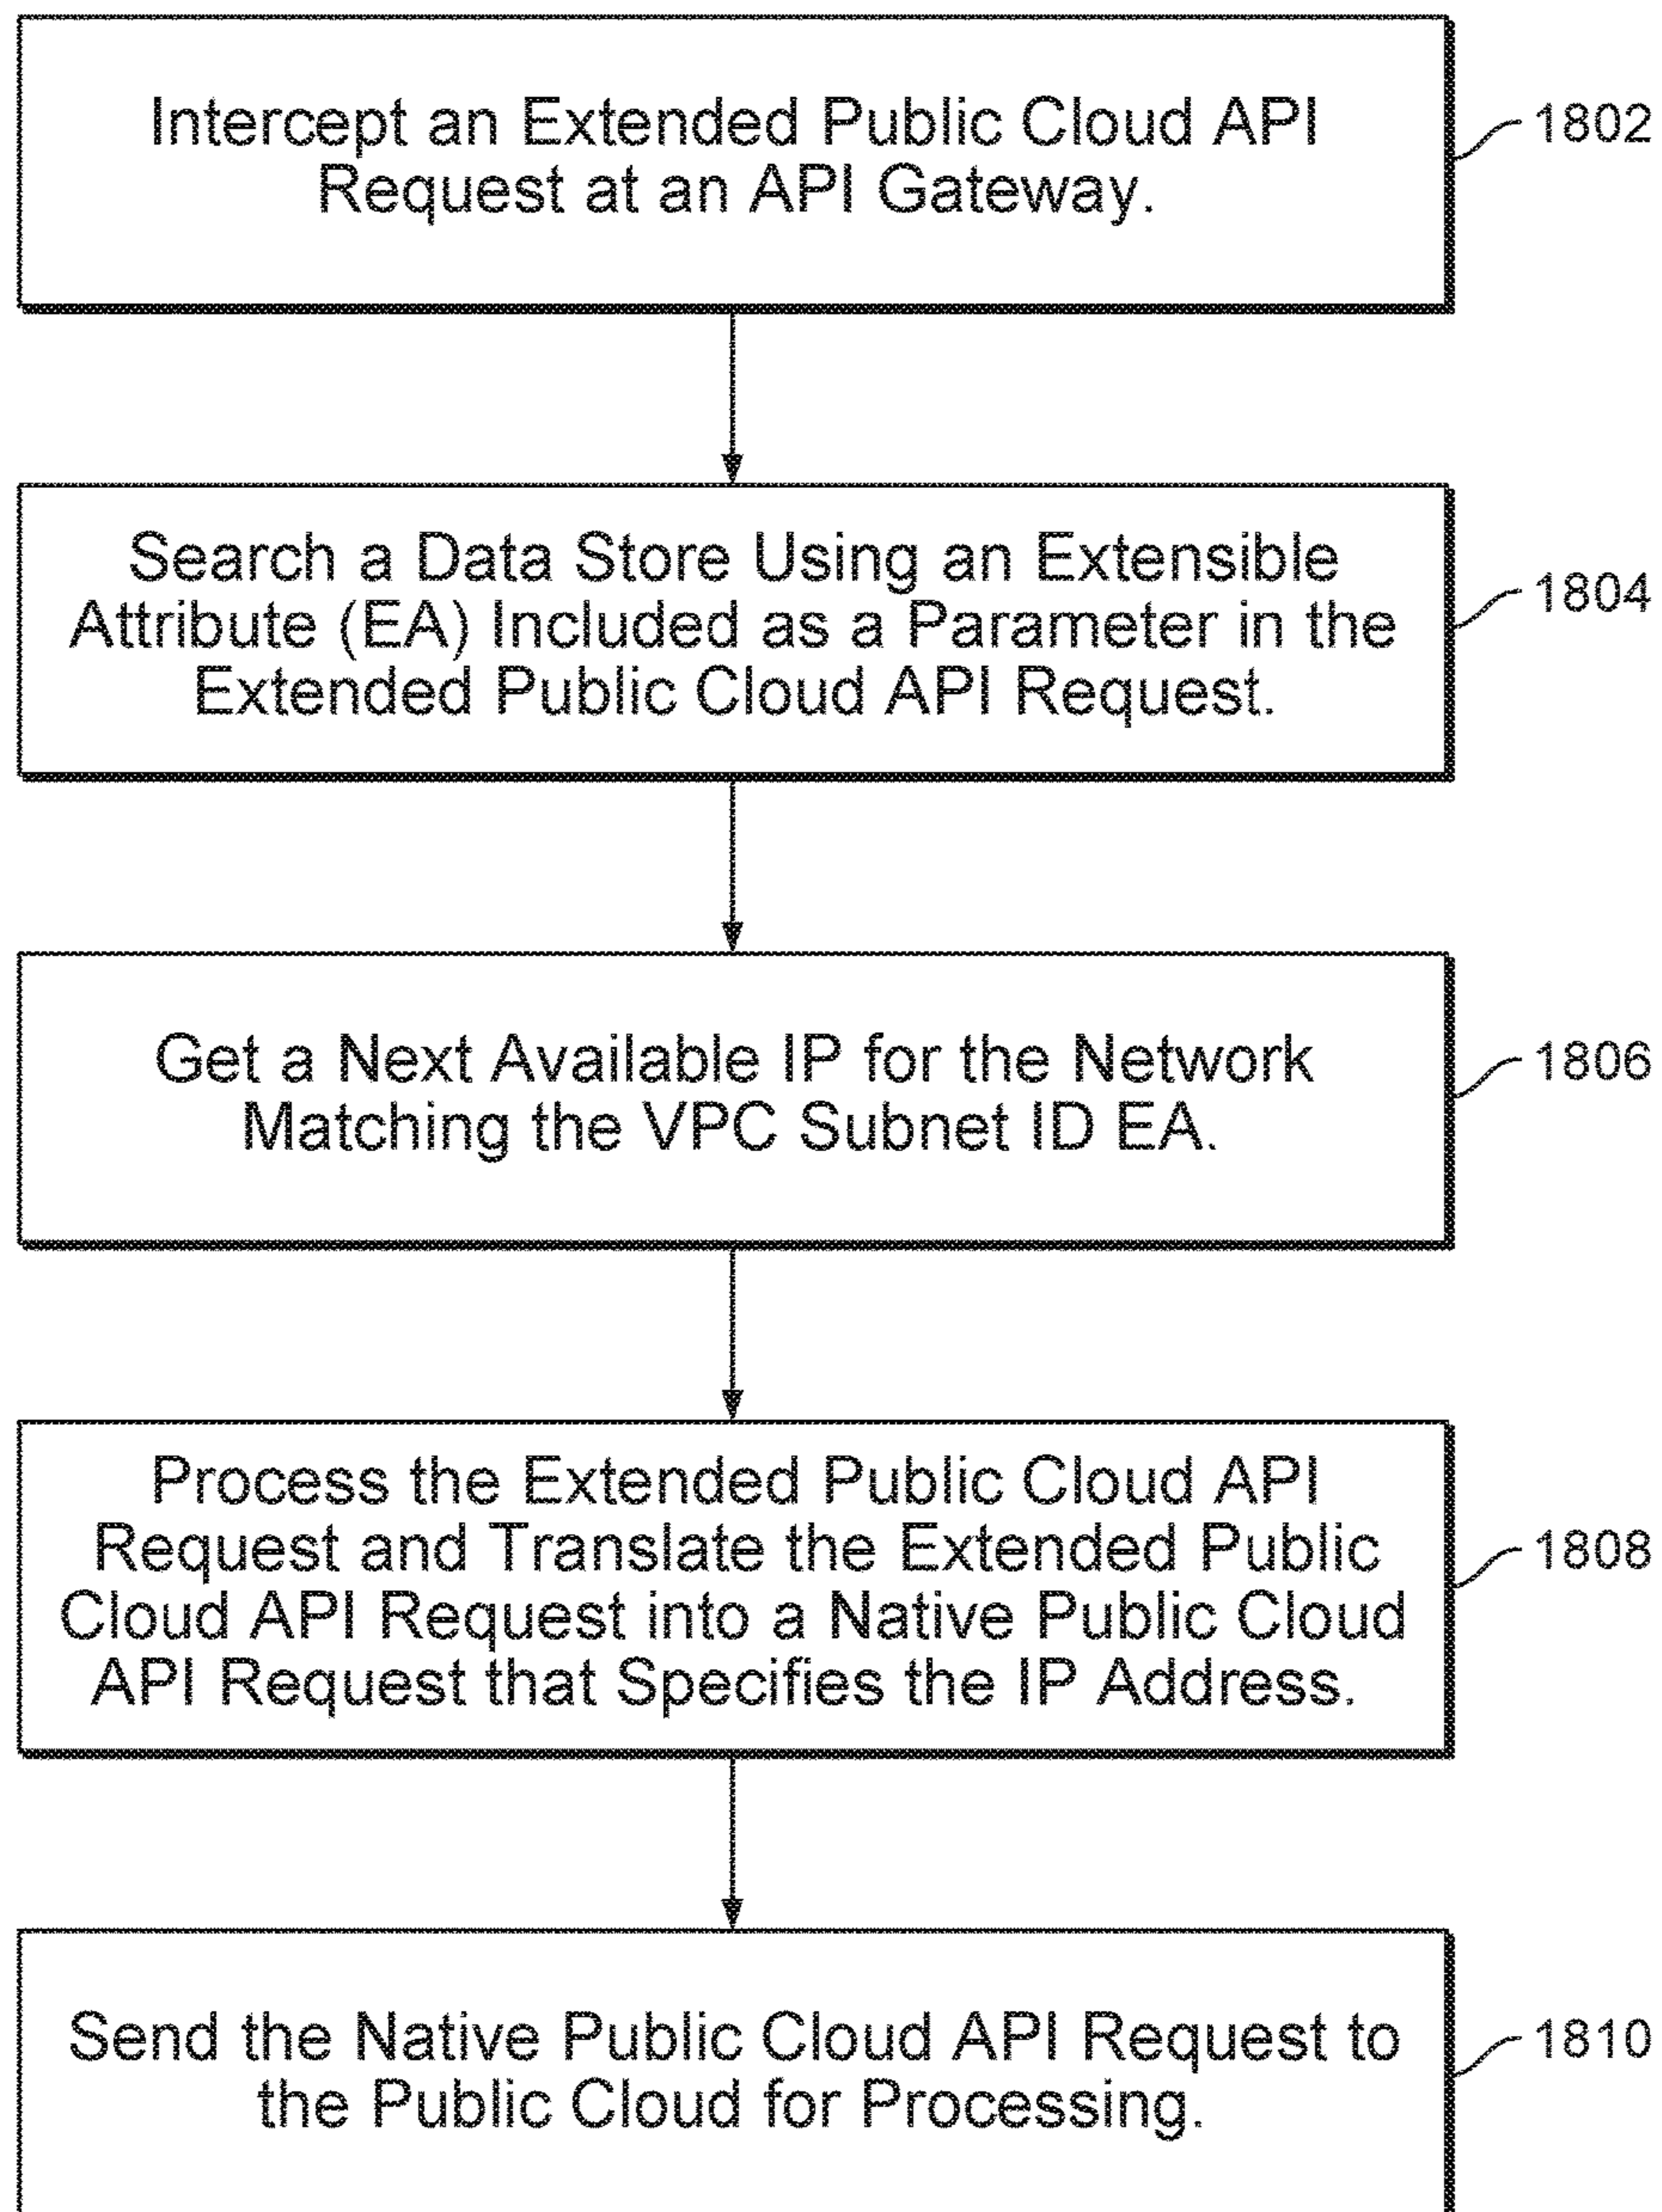 Intercept an Extended Public Cloud API
Request at an API Gateway.
1802
Search a Data Store Using an Extensible
Attribute (EA) Included as a Parameter in the
Extended Public Cloud API Request.
1804
Get a Next Available IP for the Network
Matching the VPC Subnet ID EA.
1806
Process the Extended Public Cloud API
Request and Translate the Extended Public
Cloud API Request into a Native Public Cloud
API Request that Specifies the IP Address.
1808
Send the Native Public Cloud API Request to
the Public Cloud for Processing.
1810